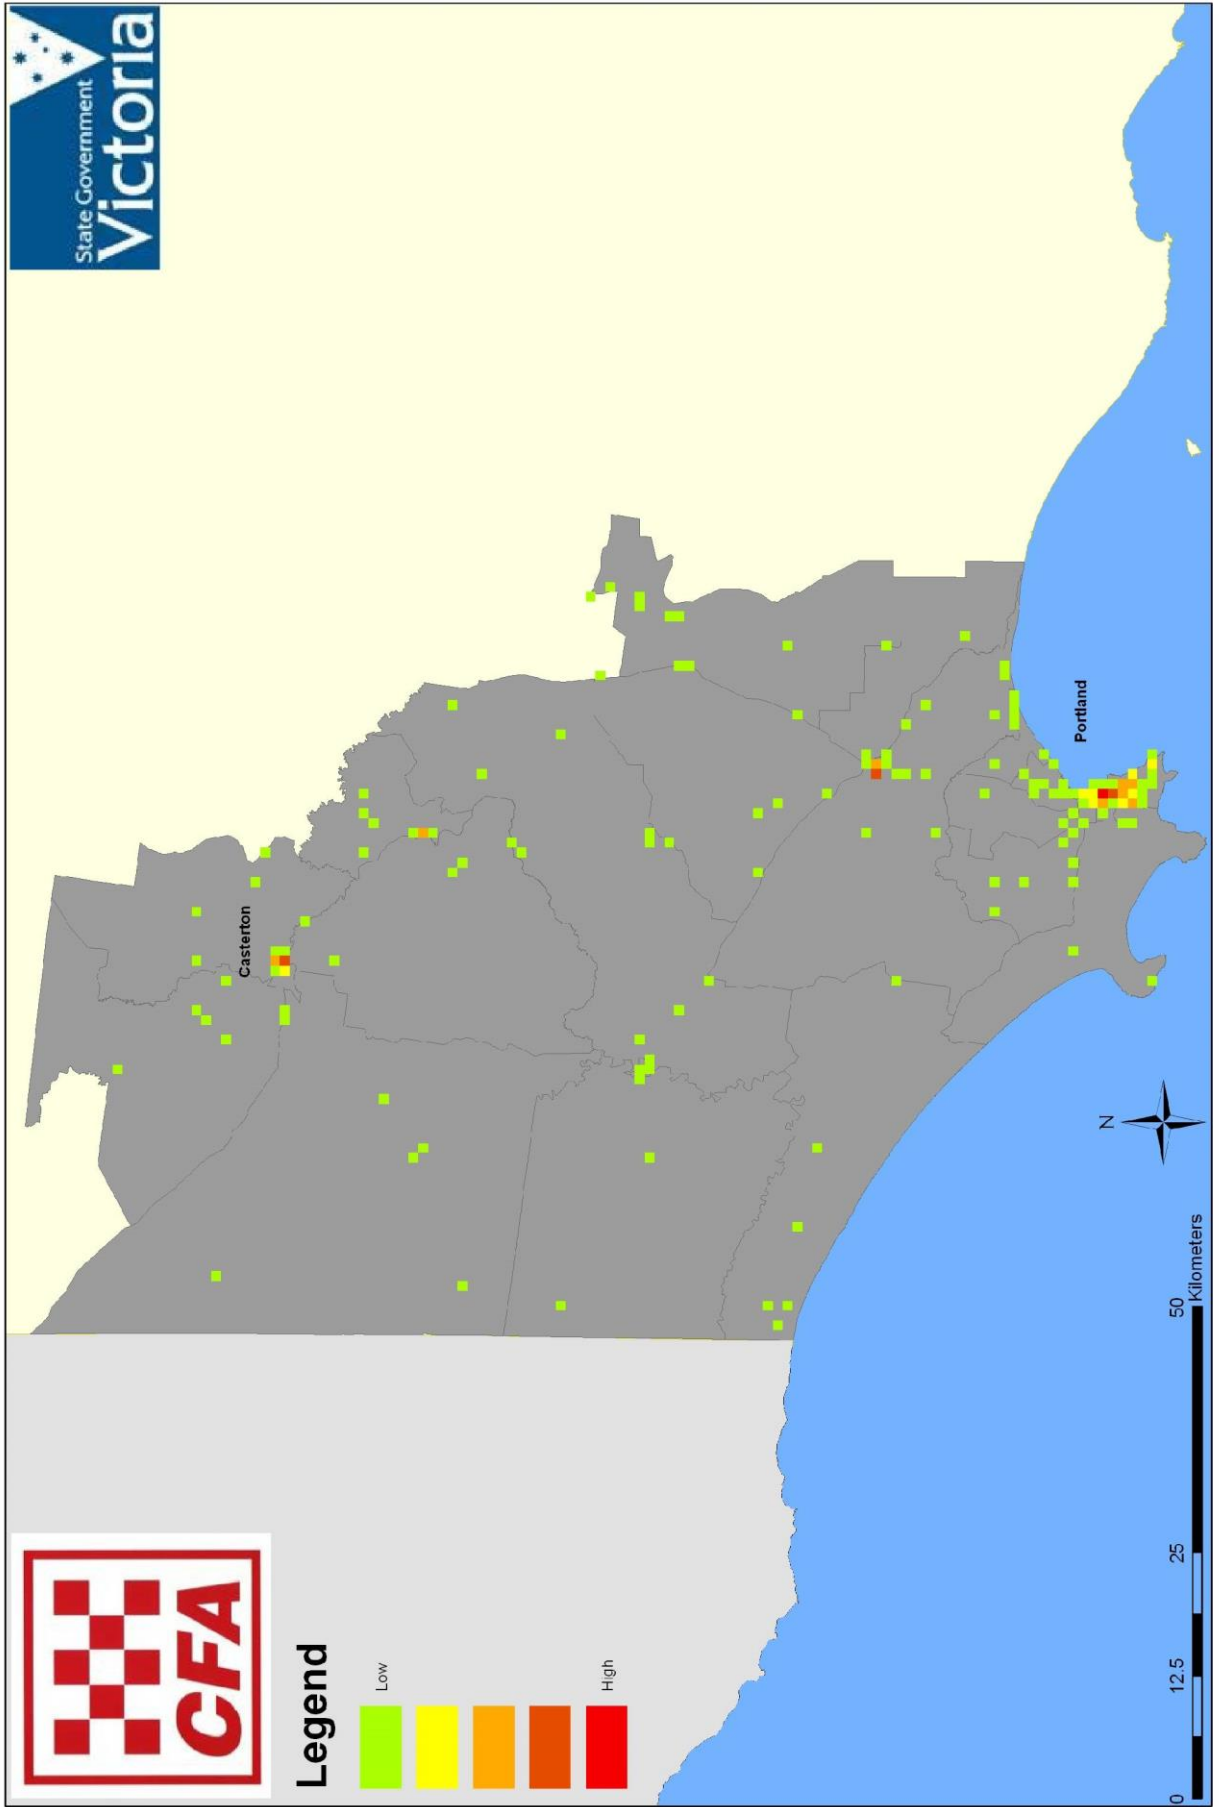 CFA
State Government
Victoria
Legend
Low
High
Casterton
Portland
N
0
12.5
25
50
Kilometers